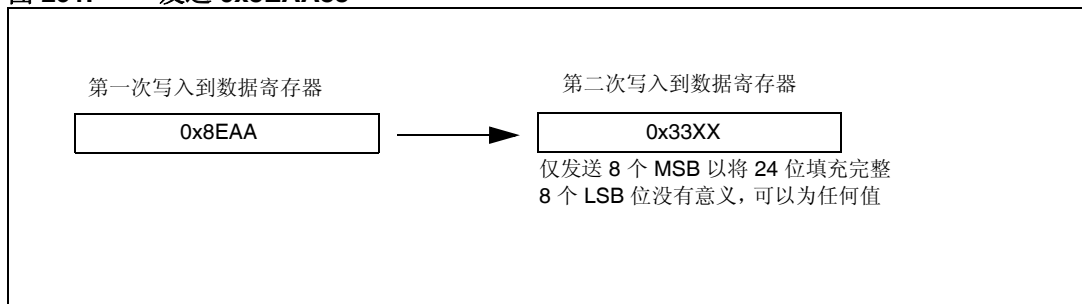 第一次写入到数据寄存器
第二次写入到数据寄存器
0x8EAA
0x33XX
仅发送 8 个 MSB 以将 24 位填充完整
8 个 LSB 位没有意义，可以为任何值